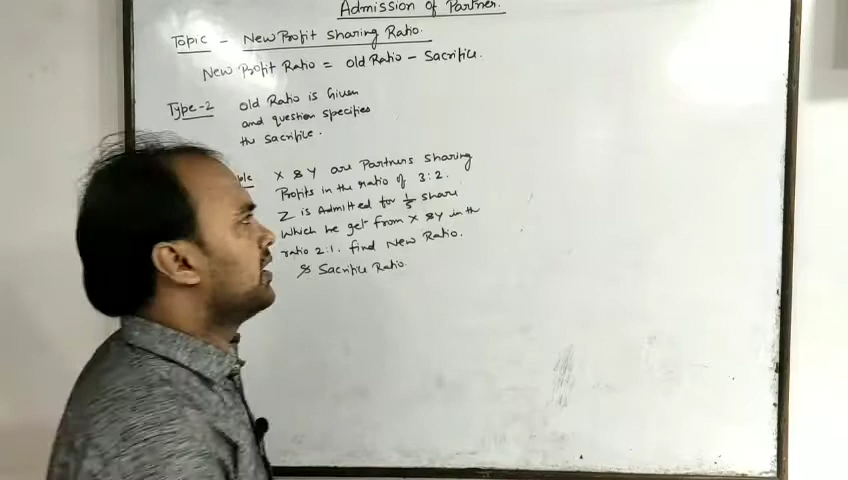 Admission of Partner.
Topic - New Profit Sharing Ratio.
New Profit Ratio = Old Ratio - Sacrifice.
Type-2 Old Ratio is Given
and question specifies
the Sacrifice.
X & Y are Partners Sharing
Profits in the ratio of 3:2.
Z is Admitted for 1/5 share
Which he get from X & Y in the
ratio 2:1. find New Ratio.
& Sacrifice Ratio.